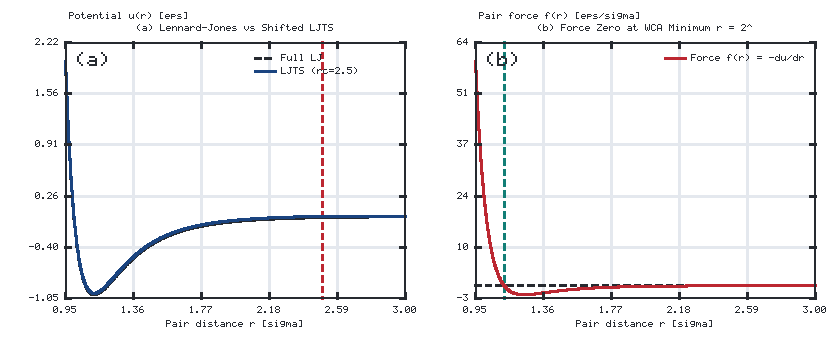 Potential u(r) [eps]
(a) Lennard-Jones vs Shifted LJTS
(a)
Full LJ
LJTS (rc=2.5)
2.22
1.56
0.91
0.26
-0.40
-1.05
0.95
1.36
1.77
2.18
2.59
3.00
Pair distance r [sigma]
Pair force f(r) [eps/sigma]
(b) Force Zero at WCA Minimum r = 2^
(b)
Force f(r) = -du/dr
64
51
37
24
10
-3
0.95
1.36
1.77
2.18
2.59
3.00
Pair distance r [sigma]